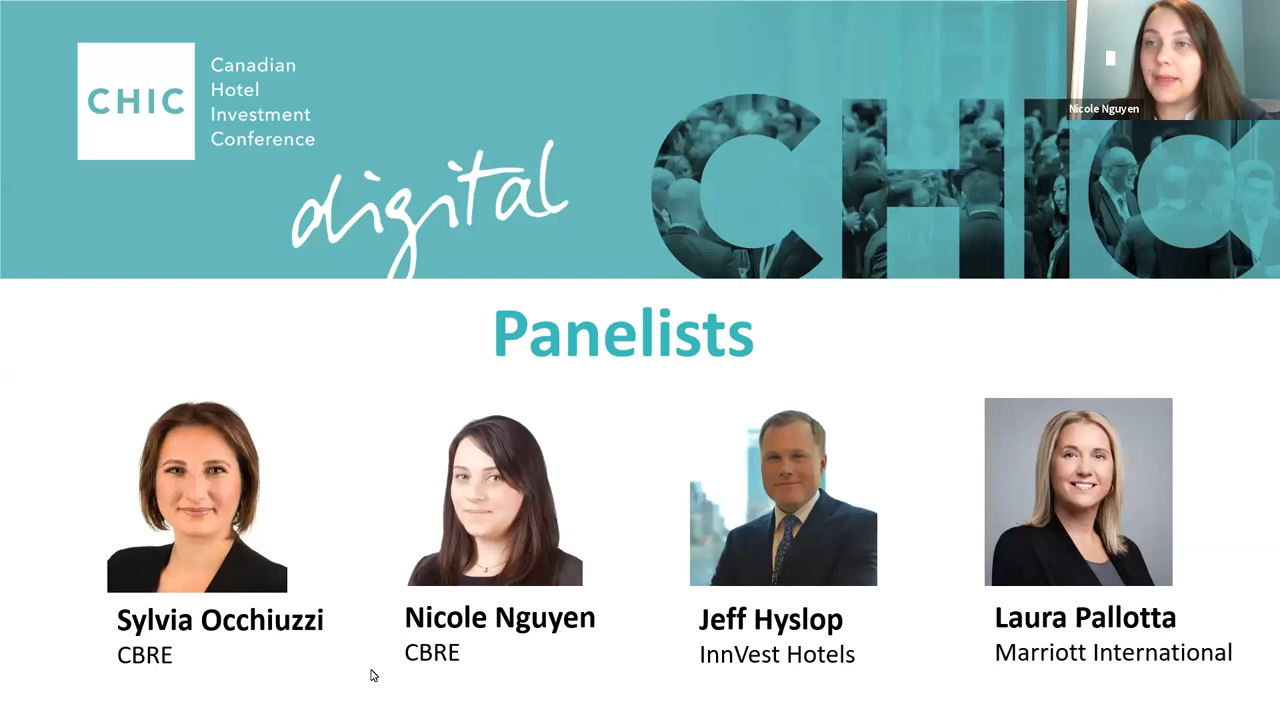 CHIC
Canadian
Hotel
Investment
Conference
digital
CHIC
Nicole Nguyen
Panelists
Sylvia Occhiuzzi
CBRE
Nicole Nguyen
CBRE
Jeff Hyslop
InnVest Hotels
Laura Pallotta
Marriott International